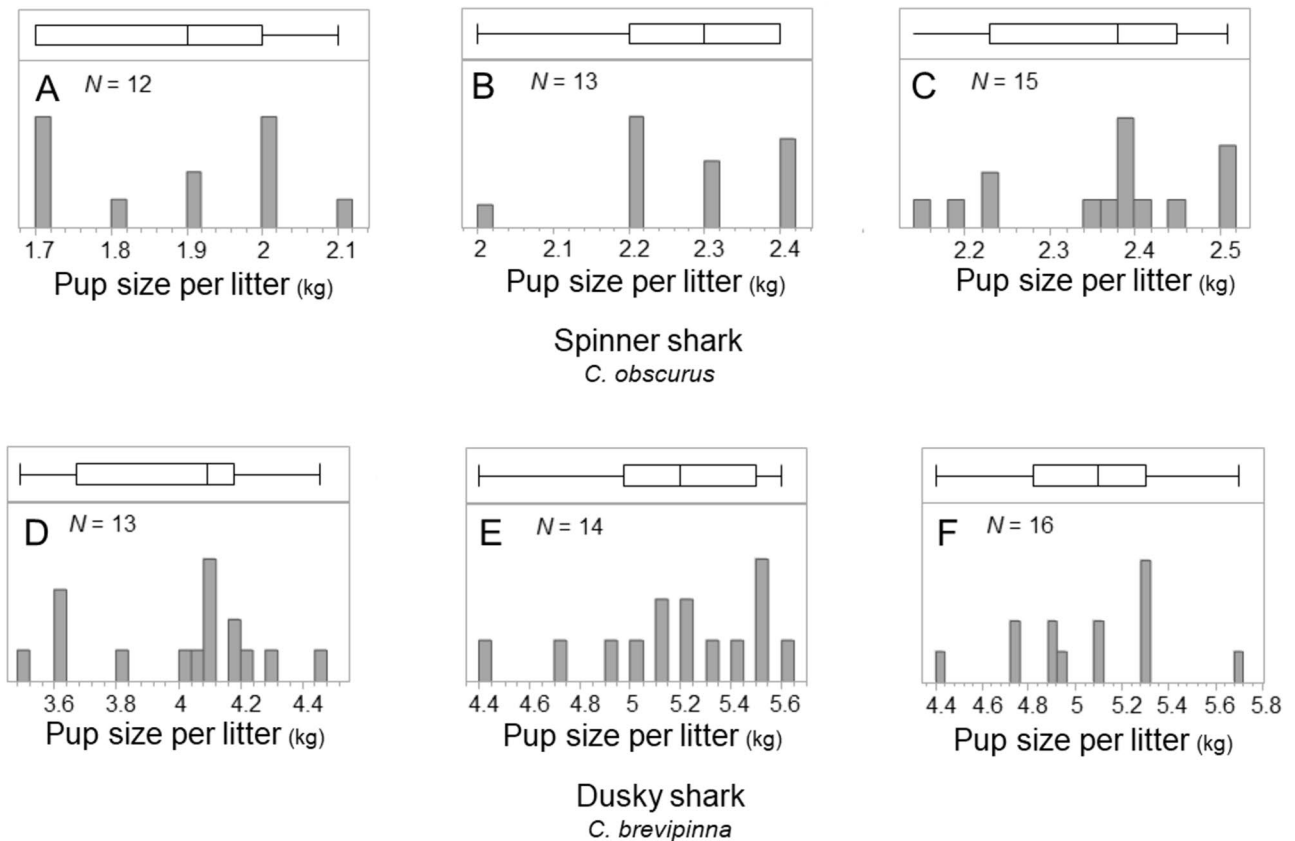 A N = 12
1.7 1.8 1.9 2 2.1
Pup size per litter (kg)
B N = 13
2 2.1 2.2 2.3 2.4
Pup size per litter (kg)
C N = 15
2.2 2.3 2.4 2.5
Pup size per litter (kg)
Spinner shark
C. obscurus
D N = 13
3.6 3.8 4 4.2 4.4
Pup size per litter (kg)
E N = 14
4.4 4.6 4.8 5 5.2 5.4 5.6
Pup size per litter (kg)
F N = 16
4.4 4.6 4.8 5 5.2 5.4 5.6 5.8
Pup size per litter (kg)
Dusky shark
C. brevipinna